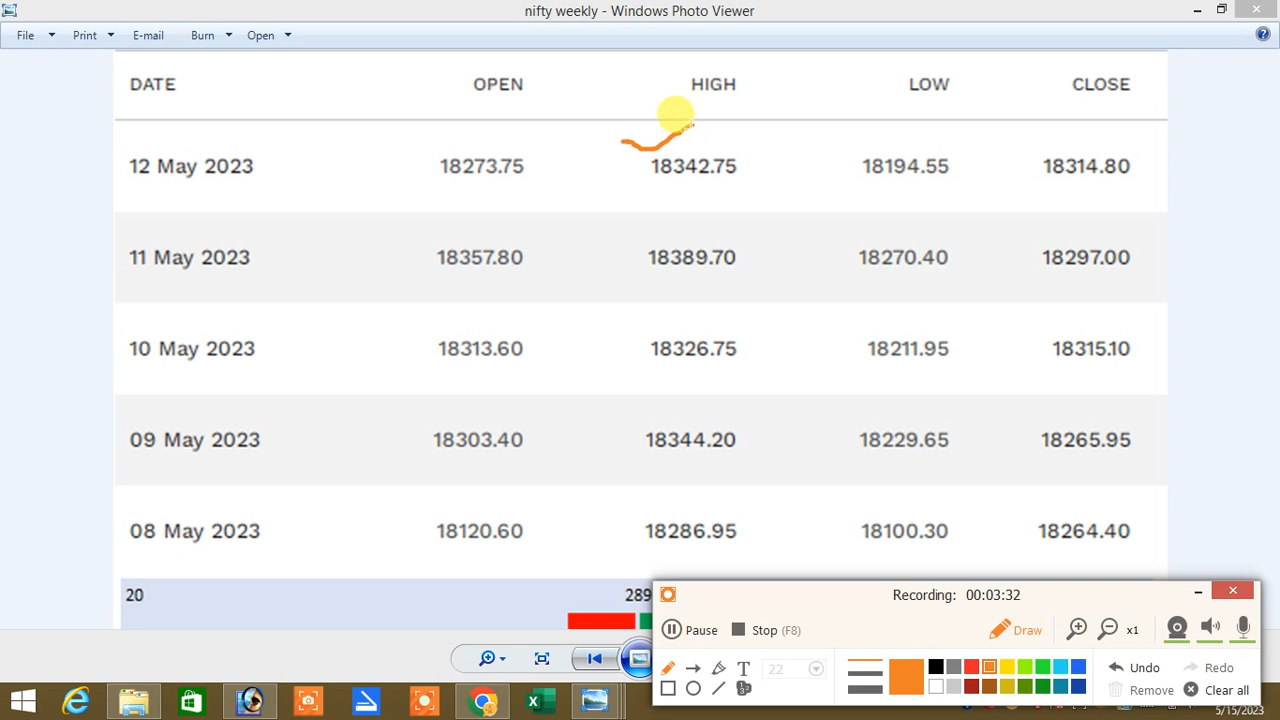 nifty weekly - Windows Photo Viewer
File Print E-mail Burn Open
DATE OPEN HIGH LOW CLOSE
12 May 2023 18273.75 18342.75 18194.55 18314.80
11 May 2023 18357.80 18389.70 18270.40 18297.00
10 May 2023 18313.60 18326.75 18211.95 18315.10
09 May 2023 18303.40 18344.20 18229.65 18265.95
08 May 2023 18120.60 18286.95 18100.30 18264.40
20 289
Recording: 00:03:32
Pause Stop (F8) Draw x1
T 22 Undo Redo
Remove Clear all
5/15/2023